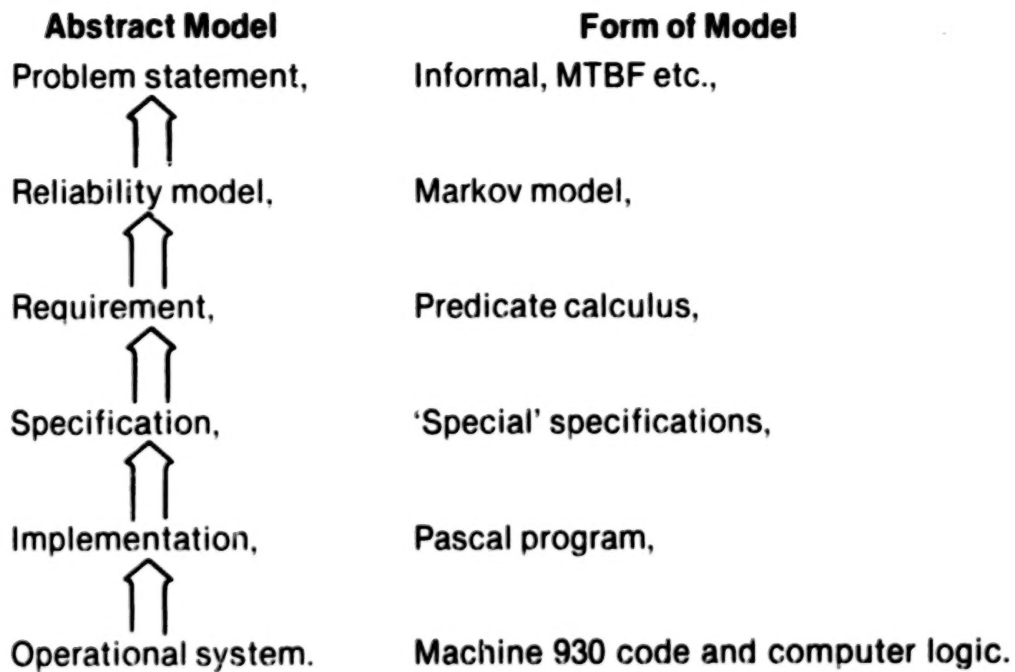 Abstract Model Form of Model
Problem statement, Informal, MTBF etc.,
Reliability model, Markov model,
Requirement, Predicate calculus,
Specification, ‘Special’ specifications,
Implementation, Pascal program,
Operational system. Machine 930 code and computer logic.